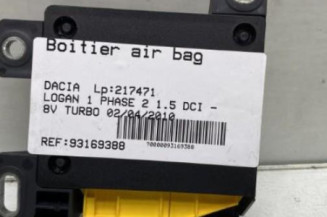 Boitier air bag
DACIA Lp:217471
LOGAN 1 PHASE 2 1.5 DCI -
8V TURBO 02/04/2010
REF:93169388
T0000093169388